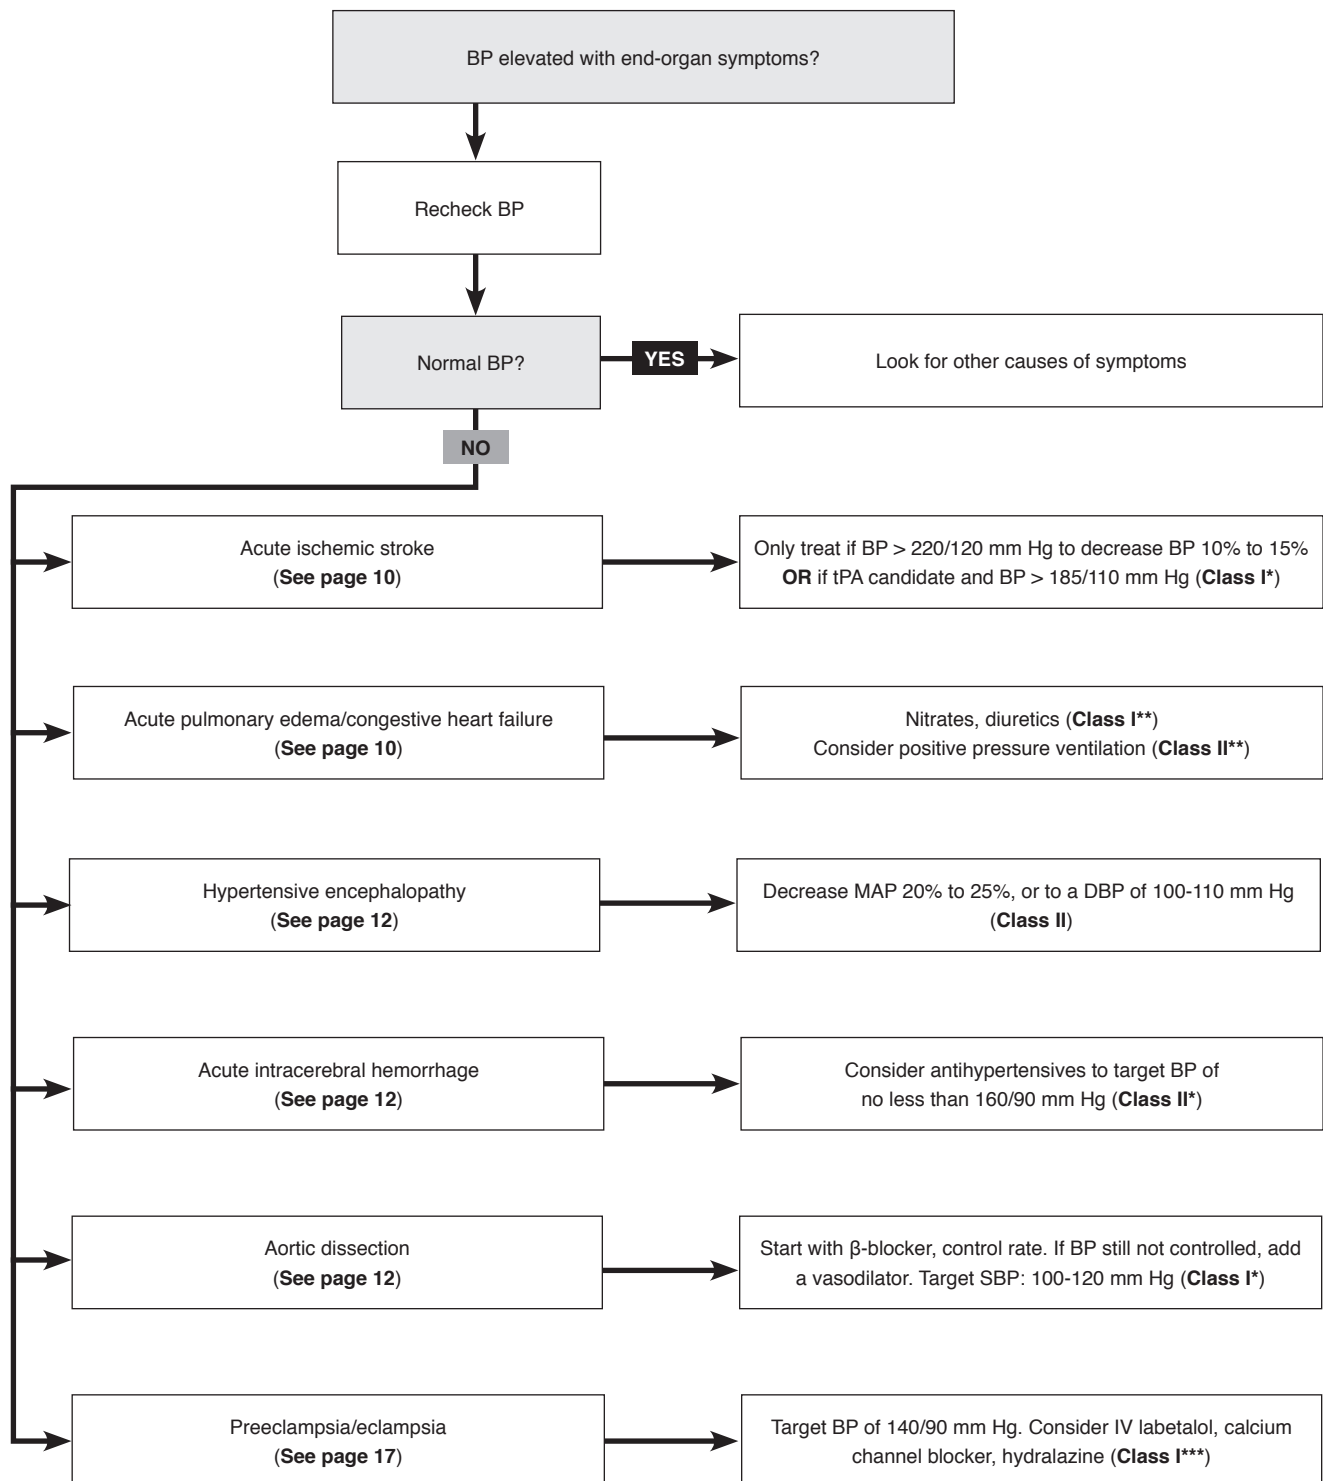 BP elevated with end-organ symptoms?
Recheck BP
Normal BP?
YES
Look for other causes of symptoms
NO
Acute ischemic stroke
(See page 10)
Only treat if BP > 220/120 mm Hg to decrease BP 10% to 15%
OR if tPA candidate and BP > 185/110 mm Hg (Class I*)
Acute pulmonary edema/congestive heart failure
(See page 10)
Nitrates, diuretics (Class I**)
Consider positive pressure ventilation (Class II**)
Hypertensive encephalopathy
(See page 12)
Decrease MAP 20% to 25%, or to a DBP of 100-110 mm Hg
(Class II)
Acute intracerebral hemorrhage
(See page 12)
Consider antihypertensives to target BP of
no less than 160/90 mm Hg (Class II*)
Aortic dissection
(See page 12)
Start with β-blocker, control rate. If BP still not controlled, add
a vasodilator. Target SBP: 100-120 mm Hg (Class I*)
Preeclampsia/eclampsia
(See page 17)
Target BP of 140/90 mm Hg. Consider IV labetalol, calcium
channel blocker, hydralazine (Class I***)